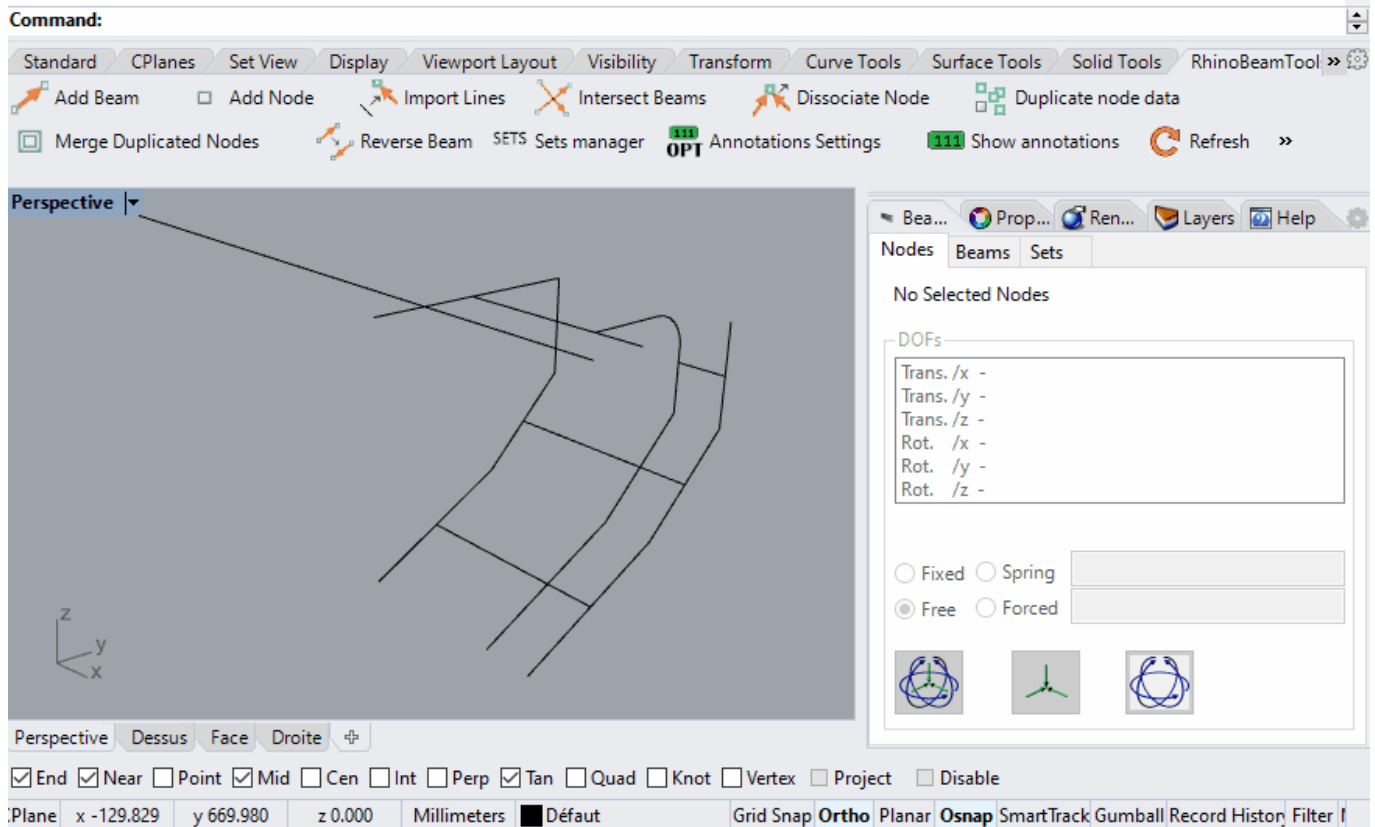 Command:
Standard CPlanes Set View Display Viewport Layout Visibility Transform Curve Tools Surface Tools Solid Tools RhinoBeamTool »
Add Beam Add Node Import Lines Intersect Beams Dissociate Node Duplicate node data
Merge Duplicated Nodes Reverse Beam SETS Sets manager 111 OPT Annotations Settings 111 Show annotations Refresh »
Perspective
Bea... Prop... Ren... Layers Help
Nodes Beams Sets
No Selected Nodes
DOFs
Trans. /x -
Trans. /y -
Trans. /z -
Rot. /x -
Rot. /y -
Rot. /z -
Fixed Spring
Free Forced
z
y
x
Perspective Dessus Face Droite
End Near Point Mid Cen Int Perp Tan Quad Knot Vertex Project Disable
CPlane x -129.829 y 669.980 z 0.000 Millimeters Défaut Grid Snap Ortho Planar Osnap SmartTrack Gumball Record History Filter